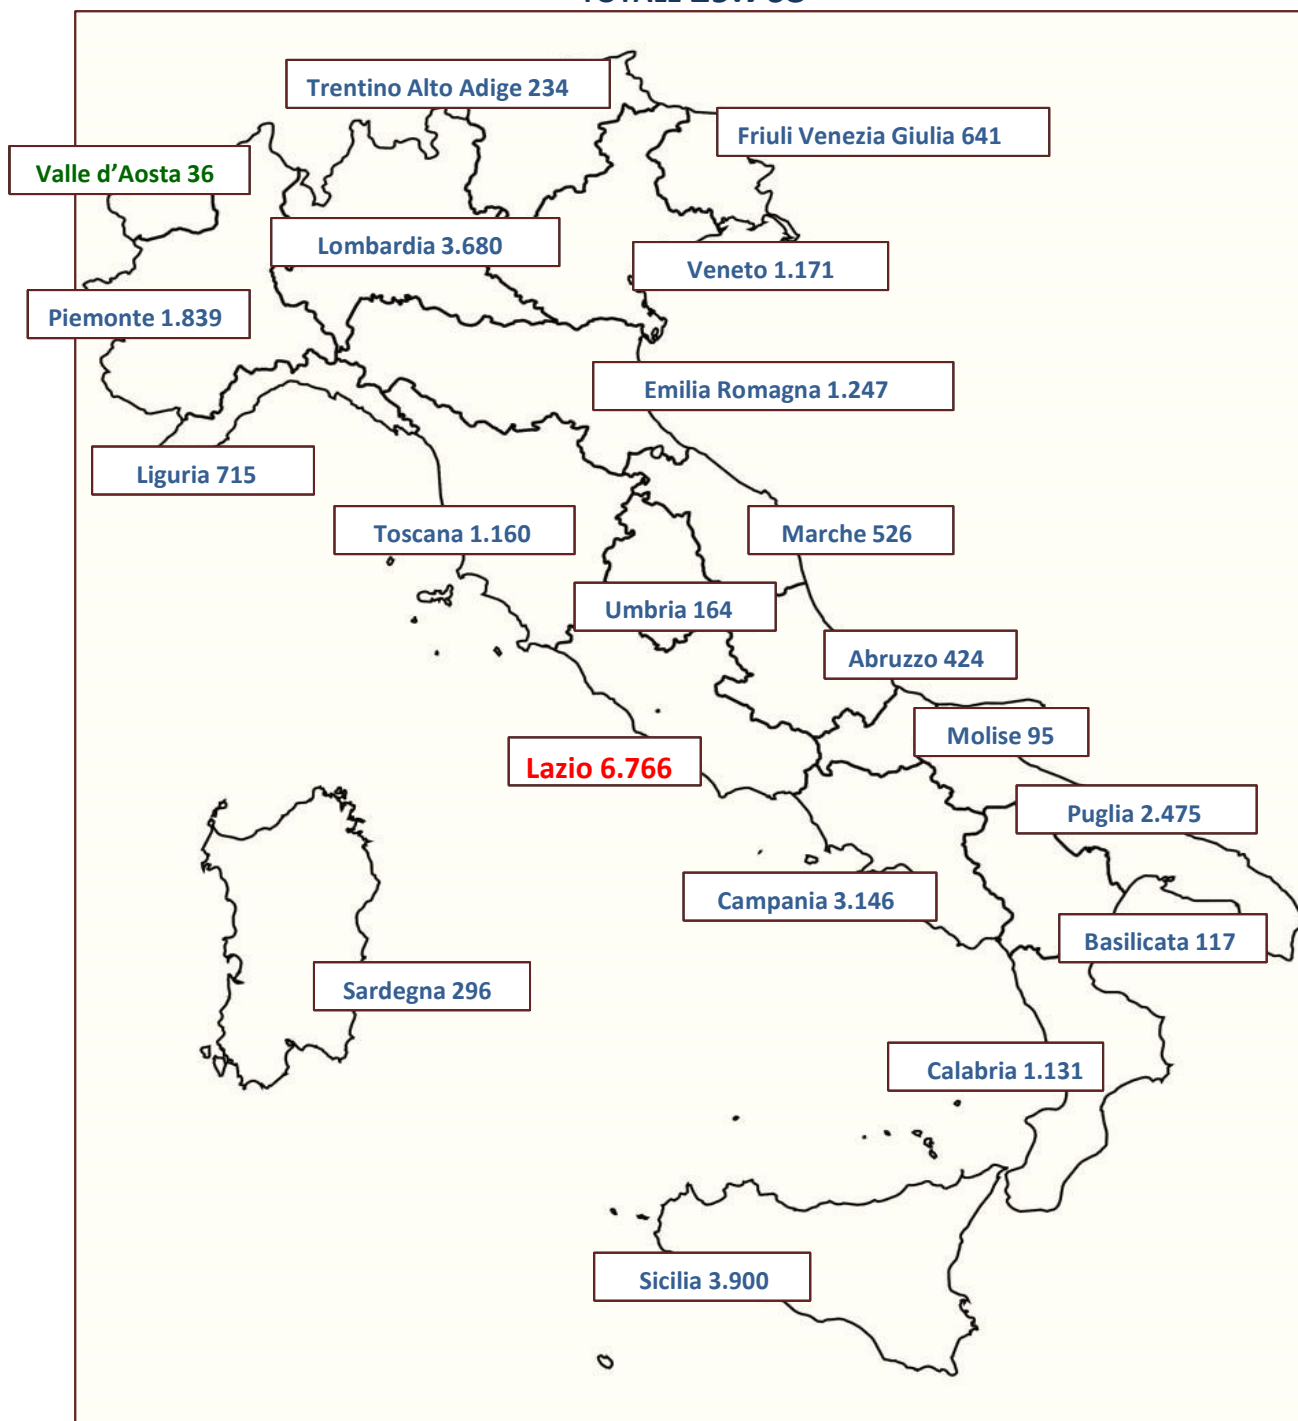 TOTALE
Trentino Alto Adige 234
Friuli Venezia Giulia 641
Valle d’Aosta 36
Lombardia 3.680
Veneto 1.171
Piemonte 1.839
Emilia Romagna 1.247
Liguria 715
Toscana 1.160
Marche 526
Umbria 164
Abruzzo 424
Molise 95
Lazio 6.766
Puglia 2.475
Campania 3.146
Basilicata 117
Sardegna 296
Calabria 1.131
Sicilia 3.900